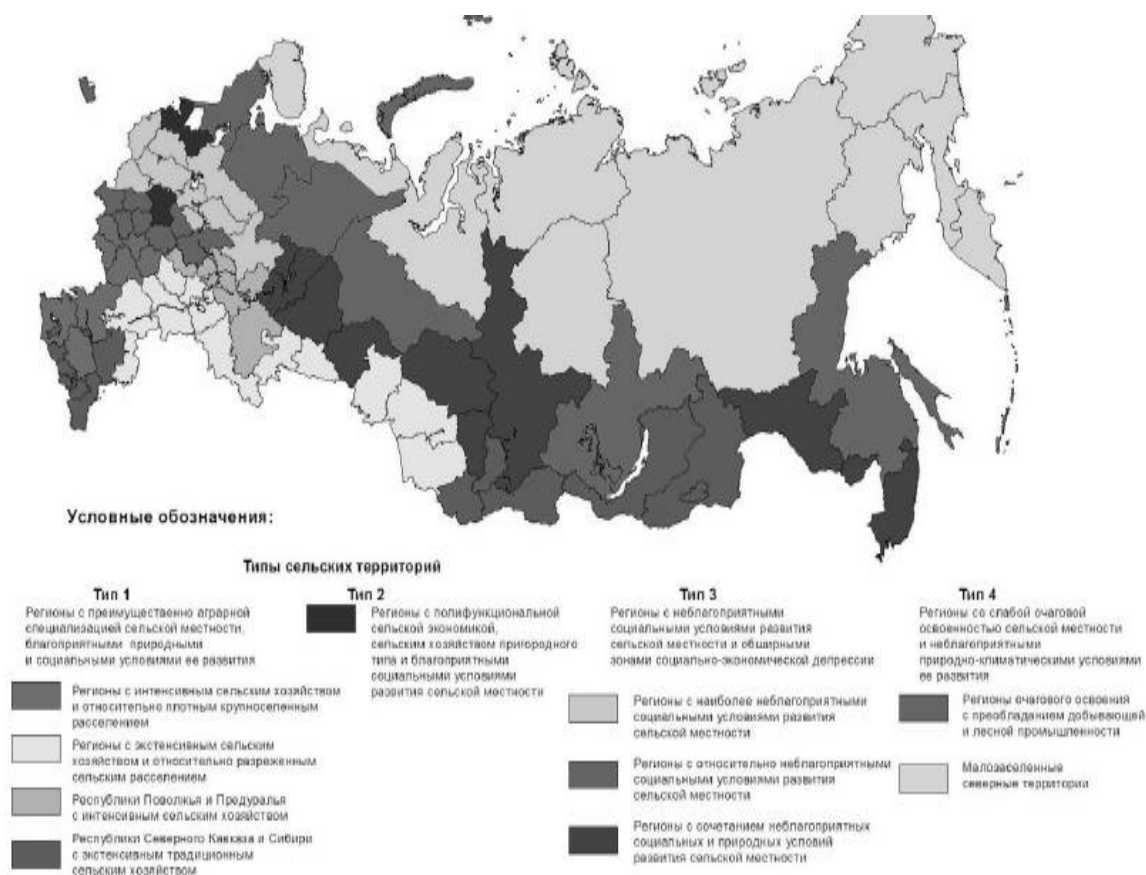 Условные обозначения:
Типы сельских территорий
Тип 1
Регионы с преимущественно аграрной
специализацией сельской местности,
благоприятными природными
и социальными условиями ее развития
Регионы с интенсивным сельским хозяйством
и относительно плотным крупноселенным
расселением
Регионы с экстенсивным сельским
хозяйством и относительно разреженным
сельским расселением
Республики Поволжья и Предуралья
с интенсивным сельским хозяйством
Республики Северного Кавказа и Сибири
с экстенсивным традиционным
сельским хозяйством
Тип 2
Регионы с полифункциональной
сельской экономикой,
сельским хозяйством пригородного
типа и благоприятными
социальными условиями
развития сельской местности
Тип 3
Регионы с неблагоприятными
социальными условиями развития
сельской местности и обширными
зонами социально-экономической депрессии
Регионы с наиболее неблагоприятными
социальными условиями развития
сельской местности
Регионы с относительно неблагоприятными
социальными условиями развития
сельской местности
Регионы с сочетанием неблагоприятных
социальных и природных условий
развития сельской местности
Тип 4
Регионы со слабой очаговой
освоенностью сельской местности
и неблагоприятными
природно-климатическими условиями
ее развития
Регионы очагового освоения
с преобладанием добывающей
и лесной промышленности
Малозаселенные
северные территории